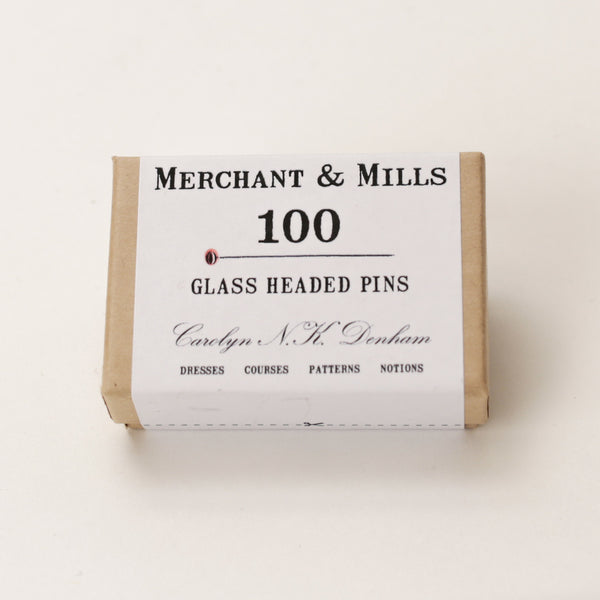 MERCHANT & MILLS
100
GLASS HEADED PINS
Carolyn N.K. Denham
DRESSES COURSES PATTERNS NOTIONS